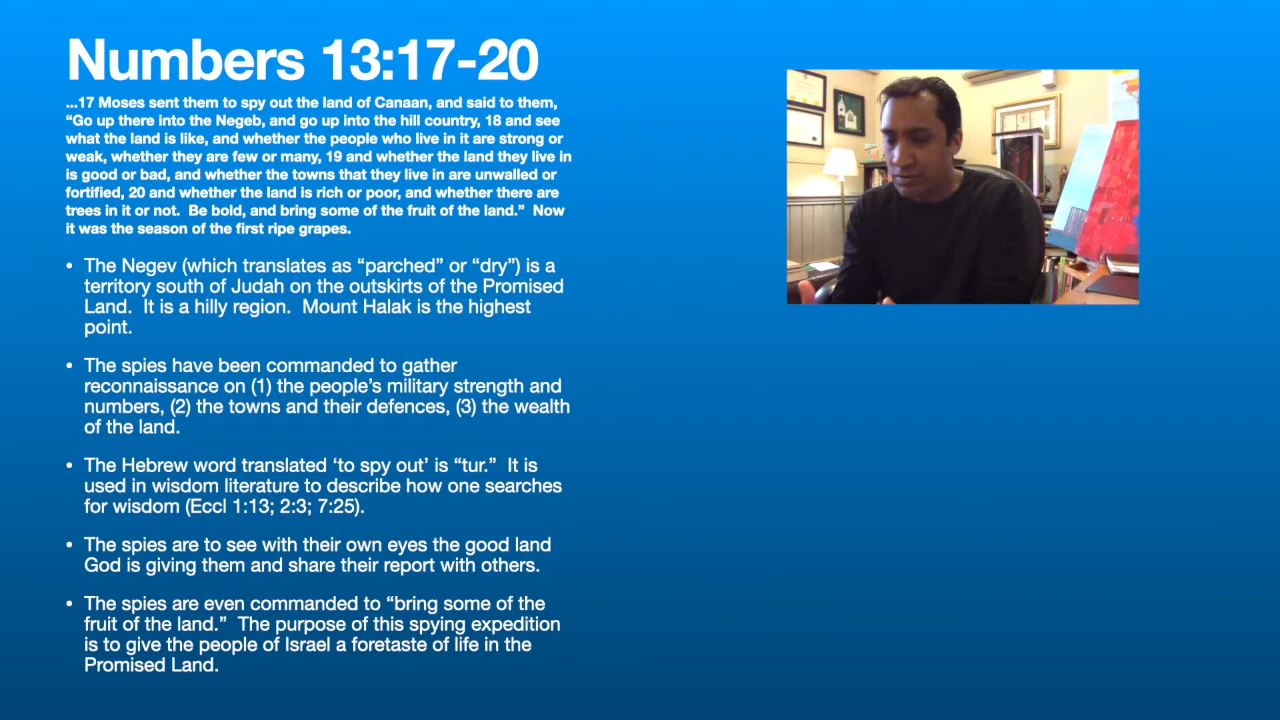 Numbers 13:17-20
...17 Moses sent them to spy out the land of Canaan, and said to them,
“Go up there into the Negeb, and go up into the hill country, 18 and see
what the land is like, and whether the people who live in it are strong or
weak, whether they are few or many, 19 and whether the land they live in
is good or bad, and whether the towns that they live in are unwalled or
fortified, 20 and whether the land is rich or poor, and whether there are
trees in it or not.  Be bold, and bring some of the fruit of the land.”  Now
it was the season of the first ripe grapes.
• The Negev (which translates as “parched” or “dry”) is a
territory south of Judah on the outskirts of the Promised
Land.  It is a hilly region.  Mount Halak is the highest
point.
• The spies have been commanded to gather
reconnaissance on (1) the people’s military strength and
numbers, (2) the towns and their defences, (3) the wealth
of the land.
• The Hebrew word translated ‘to spy out’ is “tur.”  It is
used in wisdom literature to describe how one searches
for wisdom (Eccl 1:13; 2:3; 7:25).
• The spies are to see with their own eyes the good land
God is giving them and share their report with others.
• The spies are even commanded to “bring some of the
fruit of the land.”  The purpose of this spying expedition
is to give the people of Israel a foretaste of life in the
Promised Land.